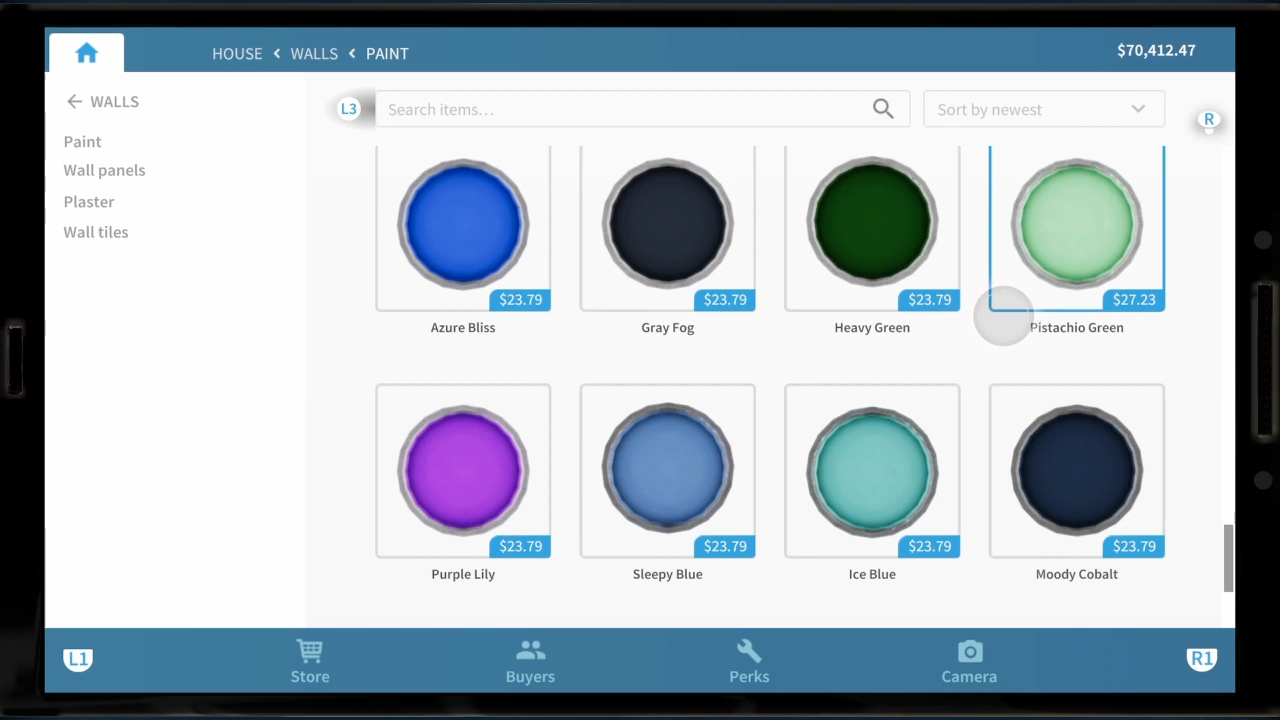 HOUSE < WALLS < PAINT
$70,412.47
WALLS
Paint
Wall panels
Plaster
Wall tiles
L3
Search items...
Sort by newest
R
$23.79
$23.79
$23.79
$27.23
Azure Bliss
Gray Fog
Heavy Green
Pistachio Green
$23.79
$23.79
$23.79
$23.79
Purple Lily
Sleepy Blue
Ice Blue
Moody Cobalt
L1
Store
Buyers
Perks
Camera
R1